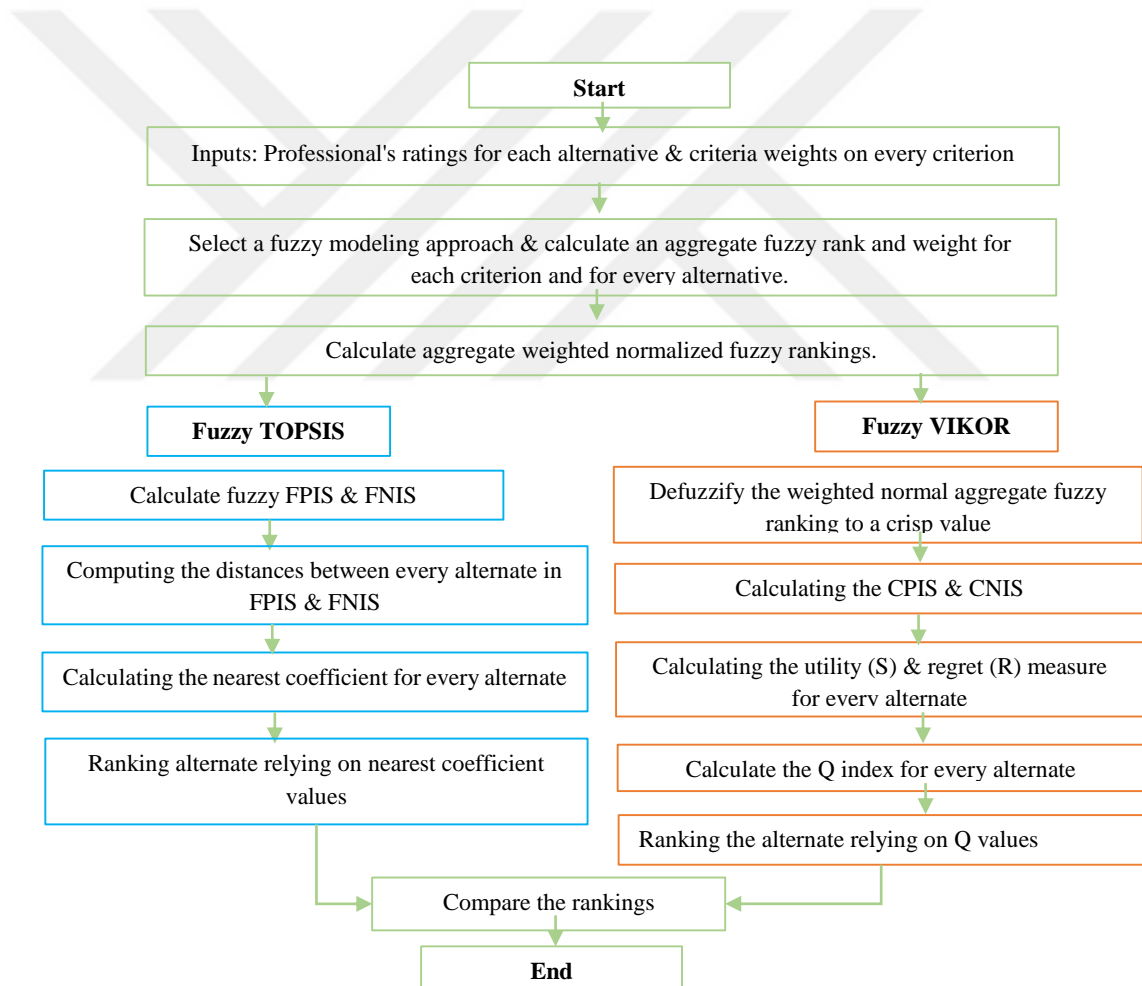 Start
Inputs: Professional's ratings for each alternative & criteria weights on every criterion
Select a fuzzy modeling approach & calculate an aggregate fuzzy rank and weight for
each criterion and for every alternative.
Calculate aggregate weighted normalized fuzzy rankings.
Fuzzy TOPSIS
Calculate fuzzy FPIS & FNIS
Computing the distances between every alternate in
FPIS & FNIS
Calculating the nearest coefficient for every alternate
Ranking alternate relying on nearest coefficient
values
Fuzzy VIKOR
Defuzzify the weighted normal aggregate fuzzy
ranking to a crisp value
Calculating the CPIS & CNIS
Calculating the utility (S) & regret (R) measure
for every alternate
Calculate the Q index for every alternate
Ranking the alternate relying on Q values
Compare the rankings
End